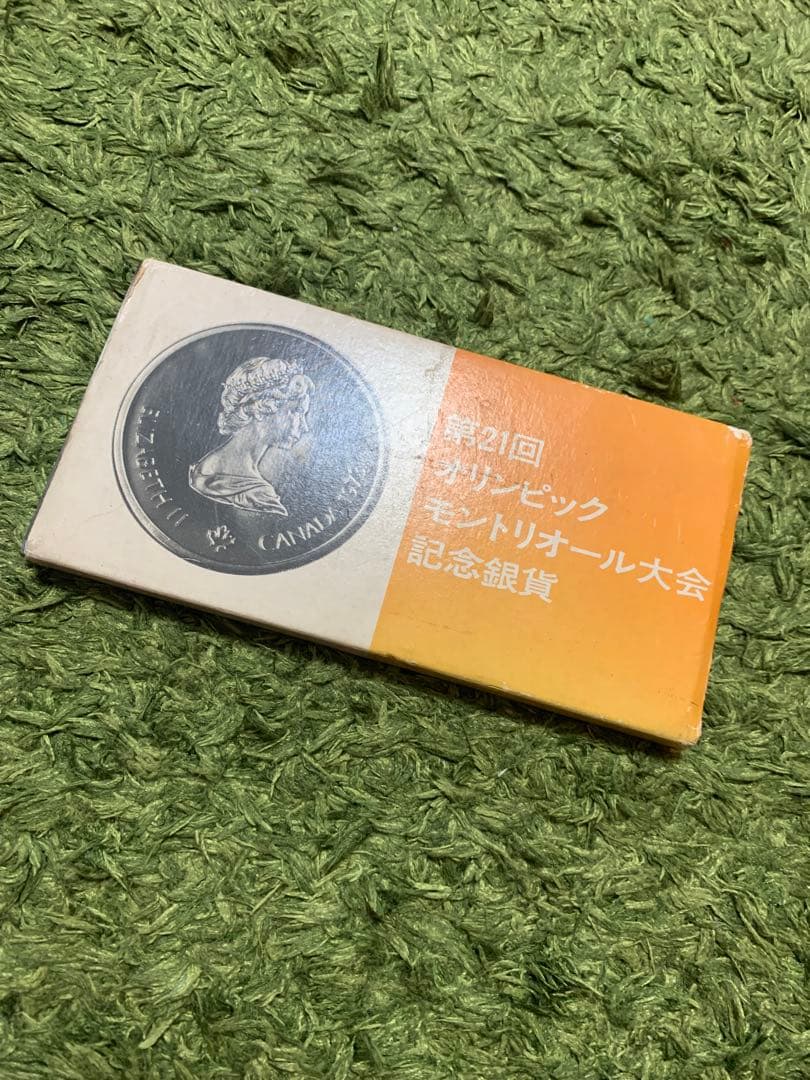 ELIZABETH II
CANADA 1973
第21回
オリンピック
モントリオール大会
記念銀貨